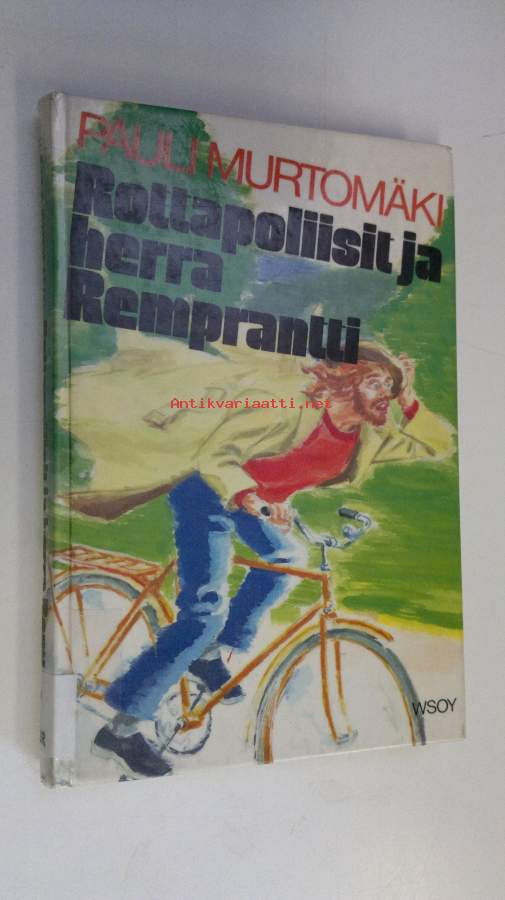 PAULI MURTOMÄKI
Rottapoliisit ja
herra
Remprantti
Antikvariaatti.net
WSOY